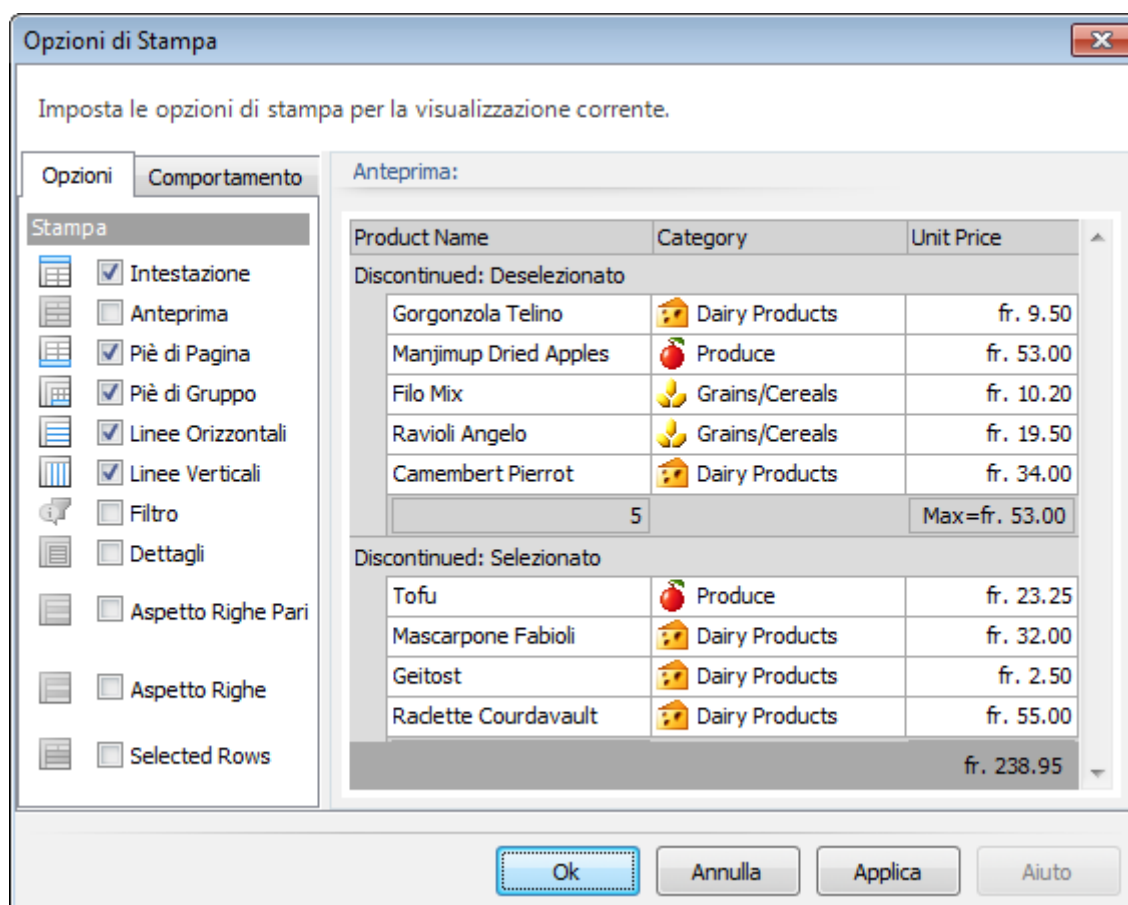 Opzioni di Stampa
Imposta le opzioni di stampa per la visualizzazione corrente.
Opzioni
Comportamento
Stampa
Intestazione
Anteprima
Piè di Pagina
Piè di Gruppo
Linee Orizzontali
Linee Verticali
Filtro
Dettagli
Aspetto Righe Pari
Aspetto Righe
Selected Rows
Anteprima:
Product Name Category Unit Price
Discontinued: Deselezionato
Gorgonzola Telino Dairy Products fr. 9.50
Manjimup Dried Apples Produce fr. 53.00
Filo Mix Grains/Cereals fr. 10.20
Ravioli Angelo Grains/Cereals fr. 19.50
Camembert Pierrot Dairy Products fr. 34.00
5 Max=fr. 53.00
Discontinued: Selezionato
Tofu Produce fr. 23.25
Mascarpone Fabioli Dairy Products fr. 32.00
Geitost Dairy Products fr. 2.50
Raclette Courdavault Dairy Products fr. 55.00
fr. 238.95
Ok
Annulla
Applica
Aiuto